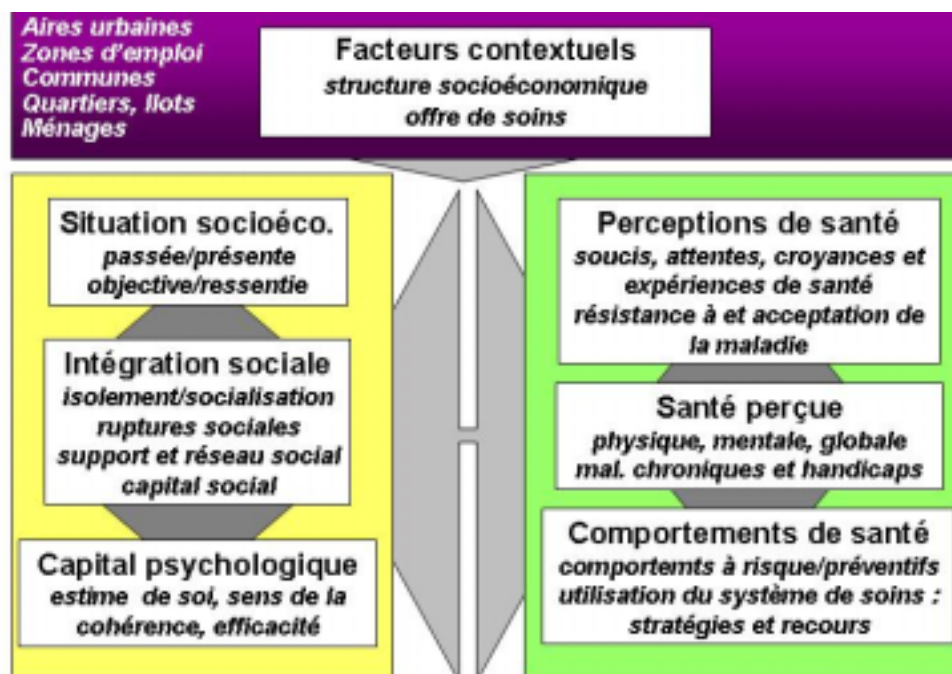 Aires urbaines
Zones d'emploi
Communes
Quartiers, Ilots
Ménages
Facteurs contextuels
structure socioéconomique
offre de soins
Situation socioéco.
passée/présente
objective/ressentie
Intégration sociale
isolement/socialisation
ruptures sociales
support et réseau social
capital social
Capital psychologique
estime de soi, sens de la
cohérence, efficacité
Perceptions de santé
soucis, attentes, croyances et
expériences de santé
résistance à et acceptation de
la maladie
Santé perçue
physique, mentale, globale
mal. chroniques et handicaps
Comportements de santé
comportemts à risque/préventifs
utilisation du système de soins :
stratégies et recours